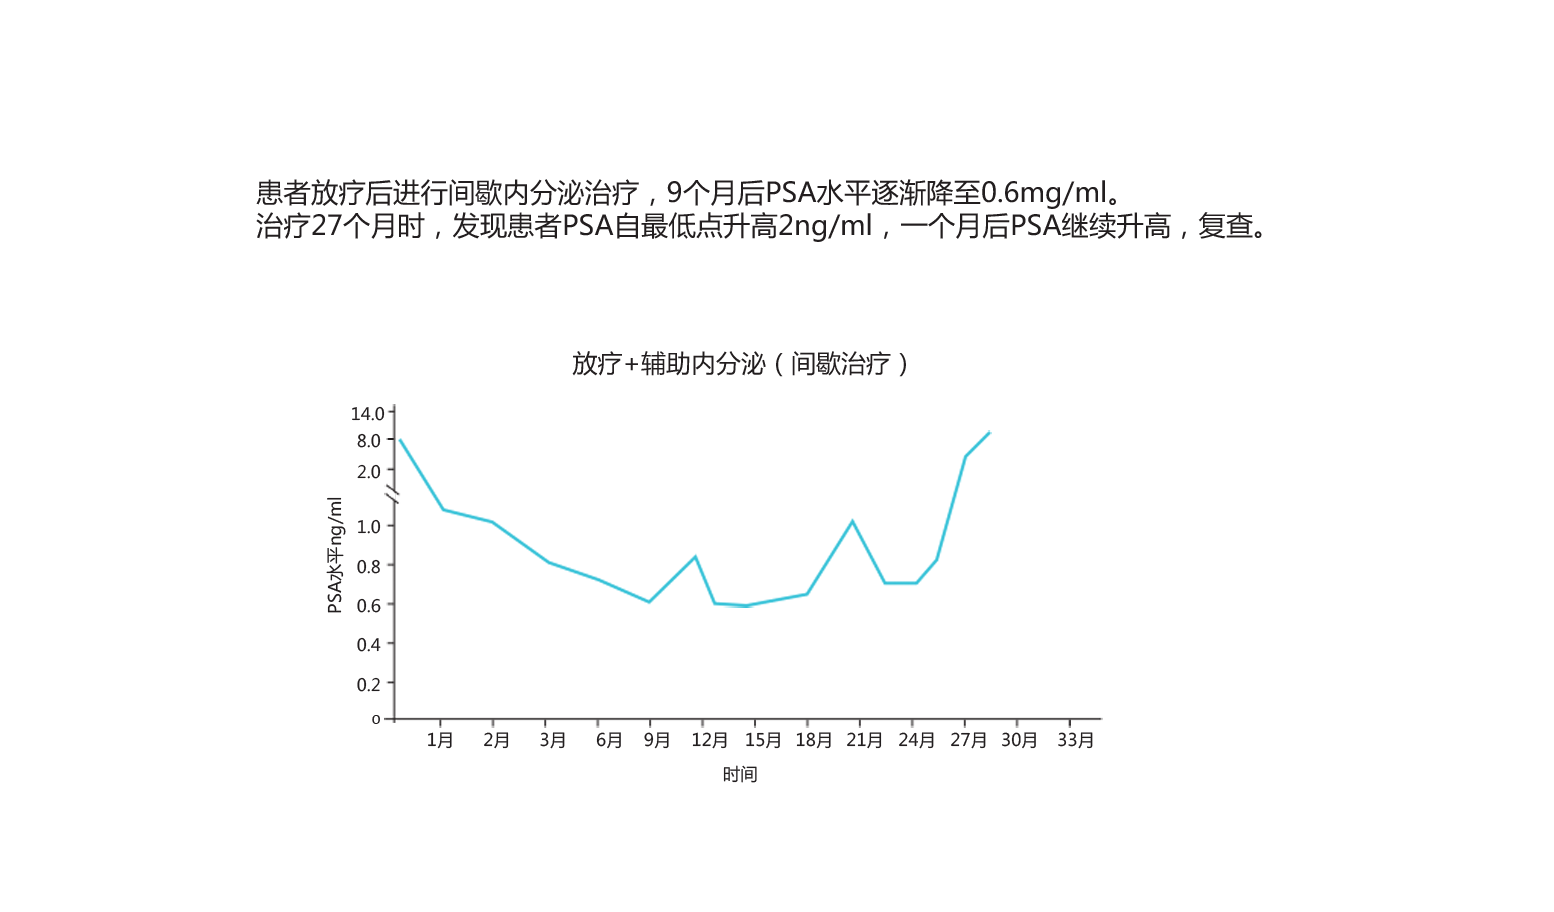 患者放疗后进行间歇内分泌治疗，9个月后PSA水平逐渐降至0.6mg/ml。
治疗27个月时，发现患者PSA自最低点升高2ng/ml，一个月后PSA继续升高，复查。
放疗+辅助内分泌（间歇治疗）
14.0
8.0
2.0
1.0
0.8
0.6
0.4
0.2
0
PSA水平ng/ml
1月 2月 3月 6月 9月 12月 15月 18月 21月 24月 27月 30月 33月
时间